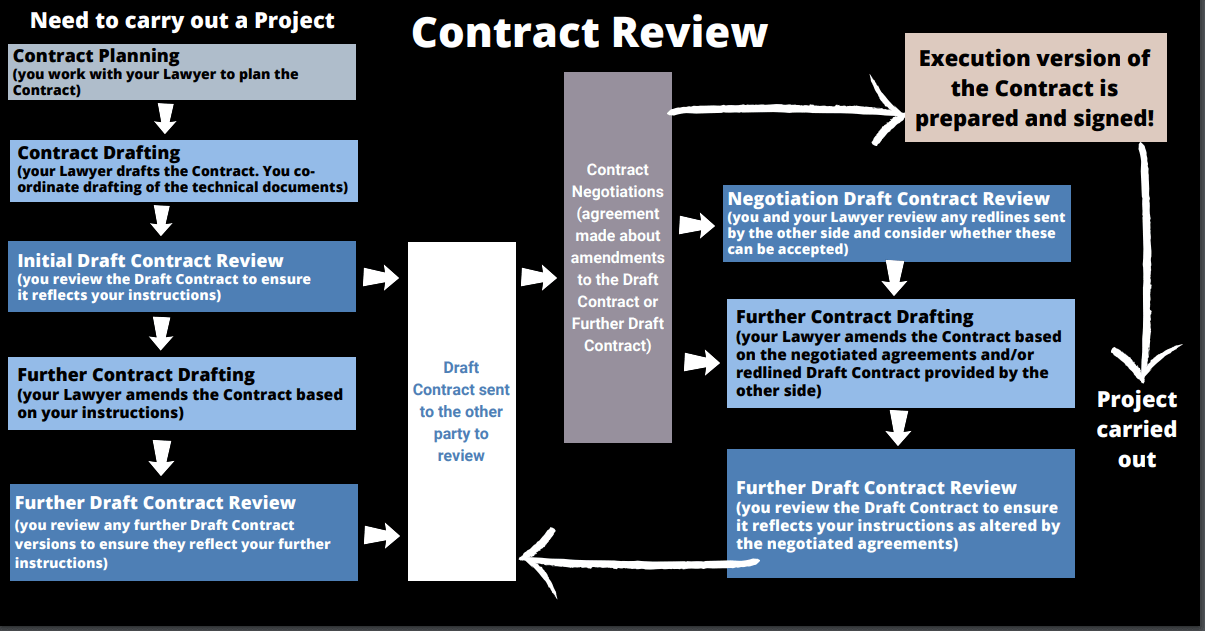 Need to carry out a Project
Contract Review
Contract Planning
(you work with your Lawyer to plan the
Contract)
Contract Drafting
(your Lawyer drafts the Contract. You co-
ordinate drafting of the technical documents)
Initial Draft Contract Review
(you review the Draft Contract to ensure
it reflects your instructions)
Further Contract Drafting
(your Lawyer amends the Contract based
on your instructions)
Further Draft Contract Review
(you review any further Draft Contract
versions to ensure they reflect your further
instructions)
Draft
Contract sent
to the other
party to
review
Contract
Negotiations
(agreement
made about
amendments
to the Draft
Contract or
Further Draft
Contract)
Negotiation Draft Contract Review
(you and your Lawyer review any redlines sent
by the other side and consider whether these
can be accepted)
Further Contract Drafting
(your Lawyer amends the Contract based
on the negotiated agreements and/or
redlined Draft Contract provided by the
other side)
Further Draft Contract Review
(you review the Draft Contract to ensure
it reflects your instructions as altered by
the negotiated agreements)
Execution version of
the Contract is
prepared and signed!
Project
carried
out